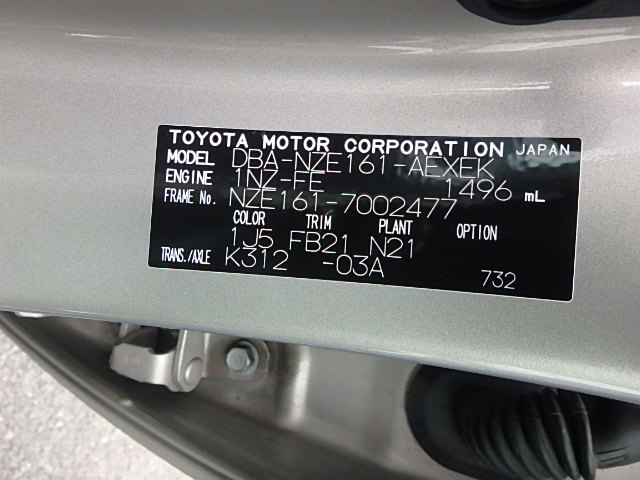 TOYOTA MOTOR CORPORATION JAPAN
MODEL DBA-NZE161-AEXEK
ENGINE 1NZ-FE 1496 mL
FRAME No. NZE161-7002477
COLOR TRIM PLANT OPTION
1J5 FB21 N21
TRANS./AXLE K312 -03A 732